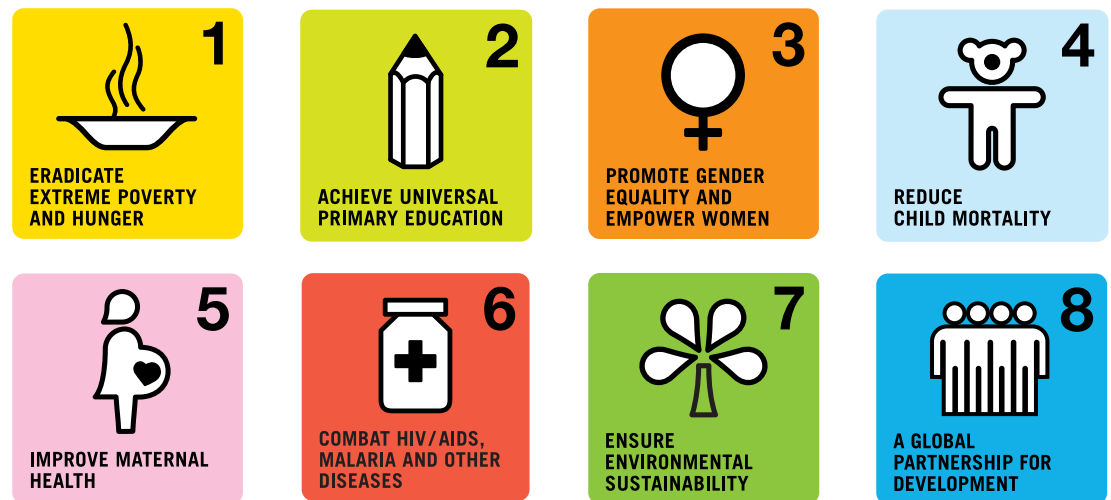 1
ERADICATE
EXTREME POVERTY
AND HUNGER
2
ACHIEVE UNIVERSAL
PRIMARY EDUCATION
3
PROMOTE GENDER
EQUALITY AND
EMPOWER WOMEN
4
REDUCE
CHILD MORTALITY
5
IMPROVE MATERNAL
HEALTH
6
COMBAT HIV/AIDS,
MALARIA AND OTHER
DISEASES
7
ENSURE
ENVIRONMENTAL
SUSTAINABILITY
8
A GLOBAL
PARTNERSHIP FOR
DEVELOPMENT